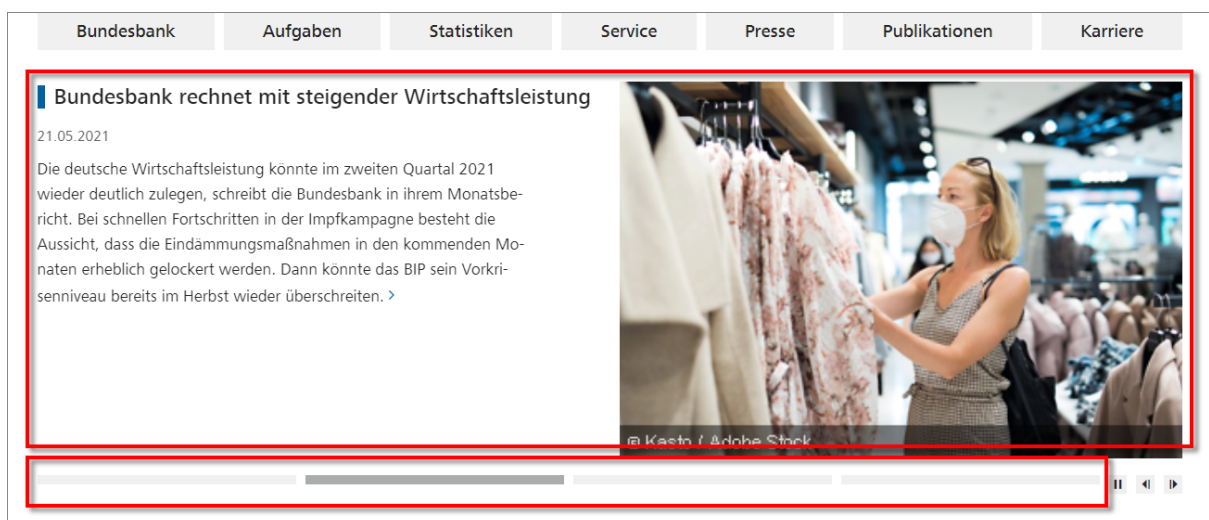 Bundesbank Aufgaben Statistiken Service Presse Publikationen Karriere
Bundesbank rechnet mit steigender Wirtschaftsleistung
21.05.2021
Die deutsche Wirtschaftsleistung könnte im zweiten Quartal 2021
wieder deutlich zulegen, schreibt die Bundesbank in ihrem Monatsbe-
richt. Bei schnellen Fortschritten in der Impfkampagne besteht die
Aussicht, dass die Eindämmungsmaßnahmen in den kommenden Mo-
naten erheblich gelockert werden. Dann könnte das BIP sein Vorkri-
senniveau bereits im Herbst wieder überschreiten. >
© Kasto / Adobe Stock